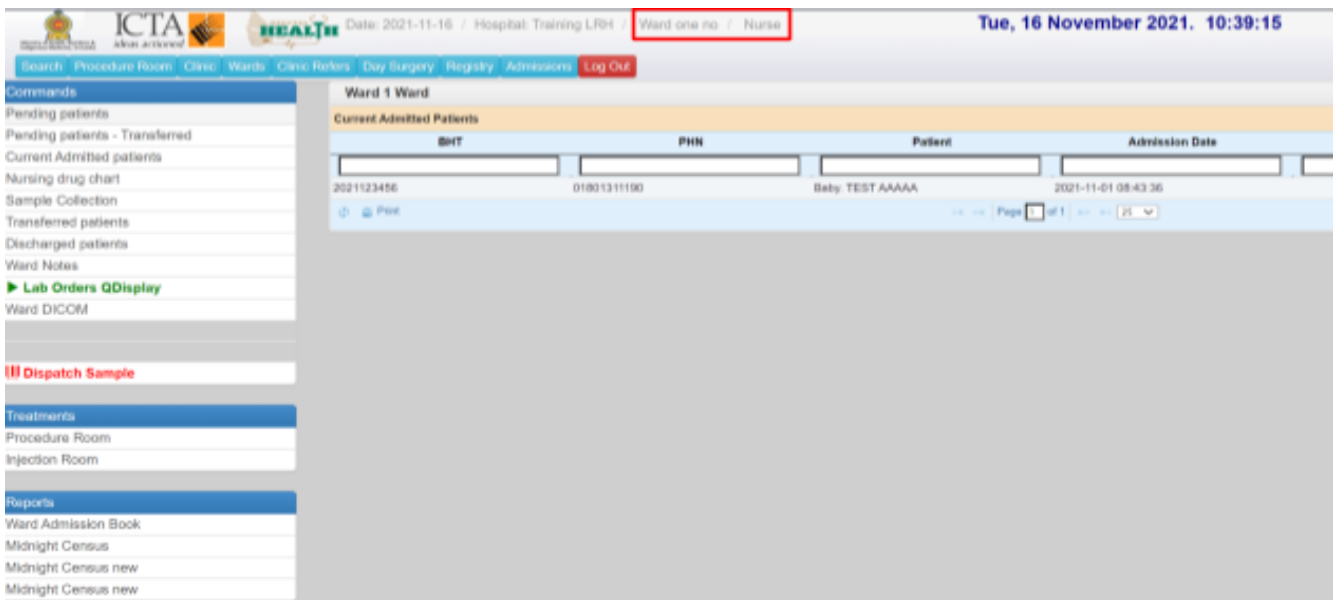 ICTA
ideas actioned
HEALTH
Date: 2021-11-16 / Hospital: Training LRH / Ward one no / Nurse
Tue, 16 November 2021. 10:39:15
Search Procedure Room Clinic Wards Clinic Refers Day Surgery Registry Admissions Log Out
Commands
Pending patients
Pending patients - Transferred
Current Admitted patients
Nursing drug chart
Sample Collection
Transferred patients
Discharged patients
Ward Notes
Lab Orders QDisplay
Ward DICOM
Dispatch Sample
Treatments
Procedure Room
Injection Room
Reports
Ward Admission Book
Midnight Census
Midnight Census new
Midnight Census new
Ward 1 Ward
Current Admitted Patients
BHT PHN Patient Admission Date
2021123456 01801311190 Baby. TEST AAAAA 2021-11-01 08:43:36
Print Page 1 of 1 25